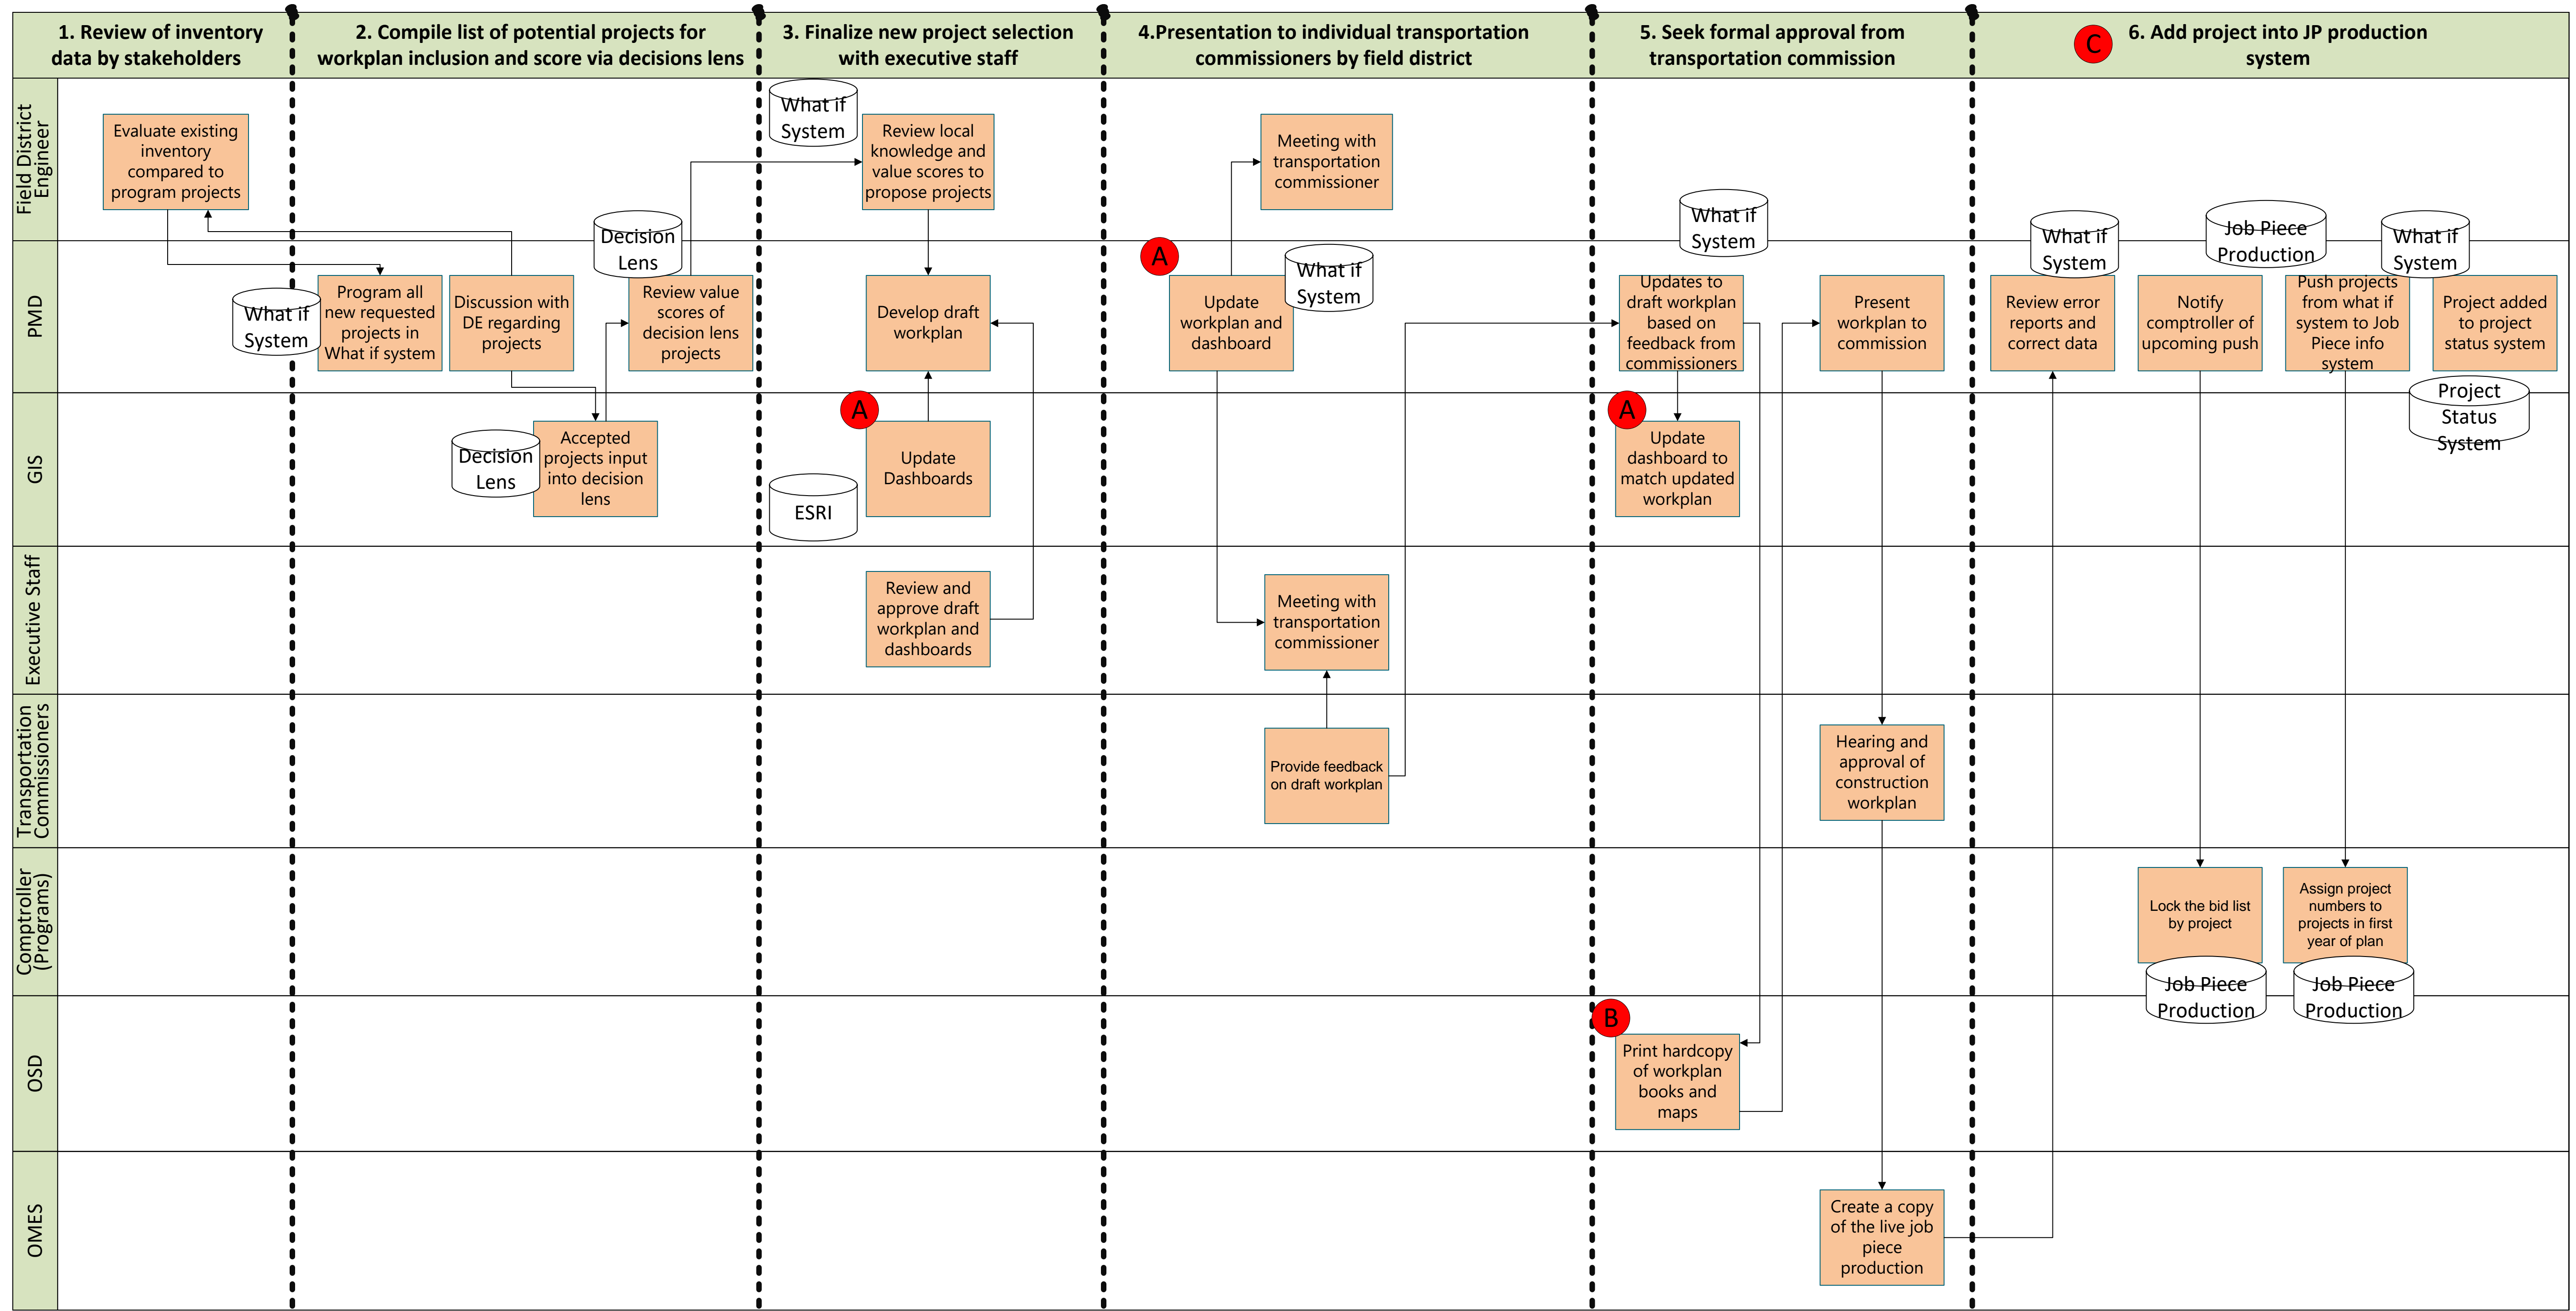 1. Review of inventory
data by stakeholders
2. Compile list of potential projects for
workplan inclusion and score via decisions lens
3. Finalize new project selection
with executive staff
4.Presentation to individual transportation
commissioners by field district
5. Seek formal approval from
transportation commission
C
6. Add project into JP production
system
Field District
Engineer
Evaluate existing
inventory
compared to
program projects
Decision
Lens
What if
System
Review local
knowledge and
value scores to
propose projects
Meeting with
transportation
commissioner
What if
System
What if
System
Job Piece
Production
What if
System
PMD
What if
System
Program all
new requested
projects in
What if system
Discussion with
DE regarding
projects
Review value
scores of
decision lens
projects
Develop draft
workplan
A
Update
workplan and
dashboard
What if
System
Updates to
draft workplan
based on
feedback from
commissioners
Present
workplan to
commission
Review error
reports and
correct data
Notify
comptroller of
upcoming push
Push projects
from what if
system to Job
Piece info
system
Project added
to project
status system
Project
Status
System
GIS
Decision
Lens
Accepted
projects input
into decision
lens
ESRI
A
Update
Dashboards
A
Update
dashboard to
match updated
workplan
Executive Staff
Review and
approve draft
workplan and
dashboards
Meeting with
transportation
commissioner
Transportation
Commissioners
Provide feedback
on draft workplan
Hearing and
approval of
construction
workplan
Comptroller
(Programs)
Lock the bid list
by project
Job Piece
Production
Assign project
numbers to
projects in first
year of plan
Job Piece
Production
OSD
B
Print hardcopy
of workplan
books and
maps
OMES
Create a copy
of the live job
piece
production